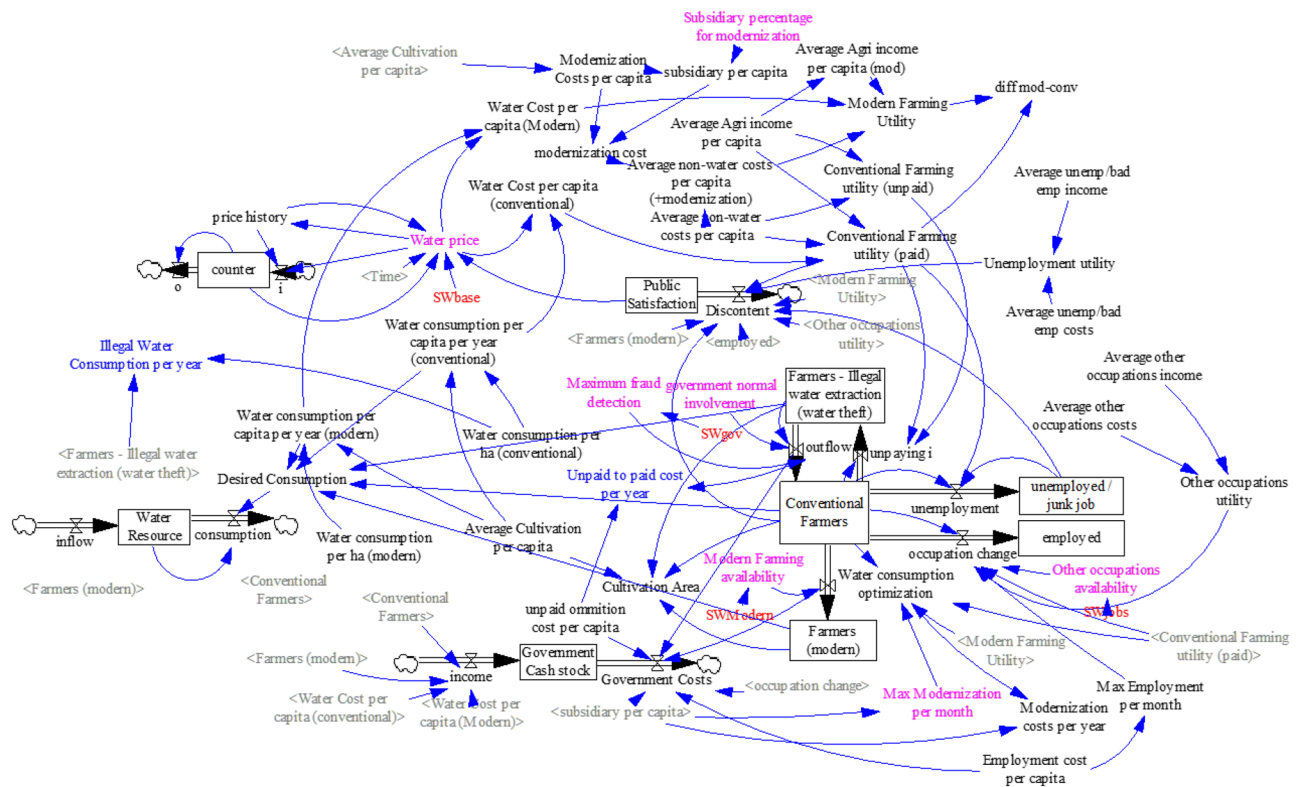 Subsidiary percentage
for modernization
<Average Cultivation
per capita>
Modernization
Costs per capita
subsidiary per capita
Average Agri income
per capita (mod)
diff mod-conv
Water Cost per
capita (Modern)
Modern Farming
Utility
Average Agri income
per capita
modernization cost
Average non-water costs
per capita
(+modernization)
Conventional Farming
utility (unpaid)
Average unemp/bad
emp income
Water Cost per capita
(conventional)
Average non-water
costs per capita
price history
Water price
Conventional Farming
utility (paid)
Unemployment utility
counter
o
i
<Time>
SWbase
Public
Satisfaction
Discontent
<Modern Farming
Utility>
Average unemp/bad
emp costs
Water consumption per
capita per year
(conventional)
<Farmers (modern)>
<employed>
<Other occupations
utility>
Illegal Water
Consumption per year
Average other
occupations income
Maximum fraud
detection
government normal
involvement
Farmers - Illegal
water extraction
(water theft)
Average other
occupations costs
Water consumption per
capita per year (modern)
Water consumption per
ha (conventional)
SWgov
outflow
unpaying i
<Farmers - Illegal water
extraction (water theft)>
Desired Consumption
Unpaid to paid cost
per year
Other occupations
utility
Conventional
Farmers
unemployment
unemployed /
junk job
inflow
Water
Resource
consumption
Water consumption
per ha (modern)
Average Cultivation
per capita
occupation change
employed
<Farmers (modern)>
<Conventional
Farmers>
Cultivation Area
Modern Farming
availability
Water consumption
optimization
Other occupations
availability
<Conventional
Farmers>
unpaid ommition
cost per capita
SWModern
SWjobs
Farmers
(modern)
<Modern Farming
Utility>
<Conventional Farming
utility (paid)>
<Farmers (modern)>
income
Government
Cash stock
Government Costs
<occupation change>
<Water Cost per
capita (conventional)>
<Water Cost per
capita (Modern)>
<subsidiary per capita>
Max Modernization
per month
Modernization
costs per year
Max Employment
per month
Employment cost
per capita